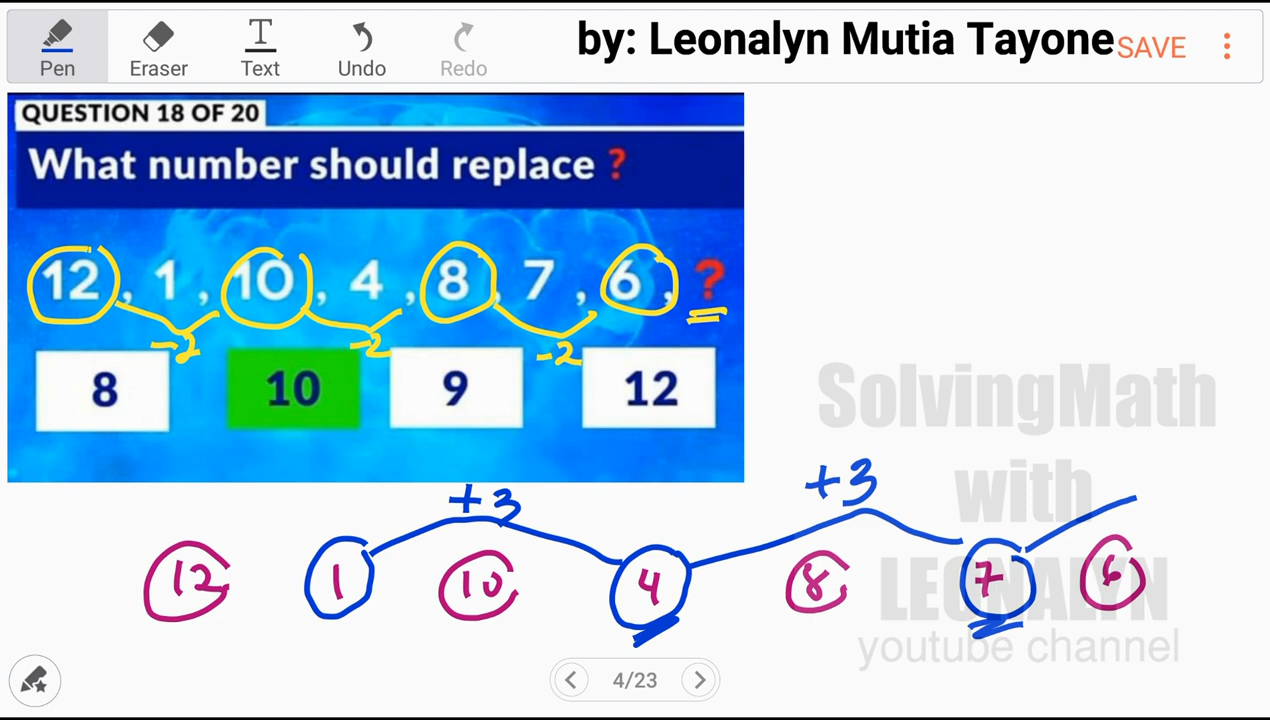 by: Leonalyn Mutia Tayone
SAVE
Pen Eraser Text Undo Redo
QUESTION 18 OF 20
What number should replace ?
12, 1, 10, 4, 8, 7, 6, ?
-2 -2 -2
8 10 9 12
SolvingMath
with
LEONALYN
youtube channel
+3 +3
12 1 10 4 8 7 6
4/23